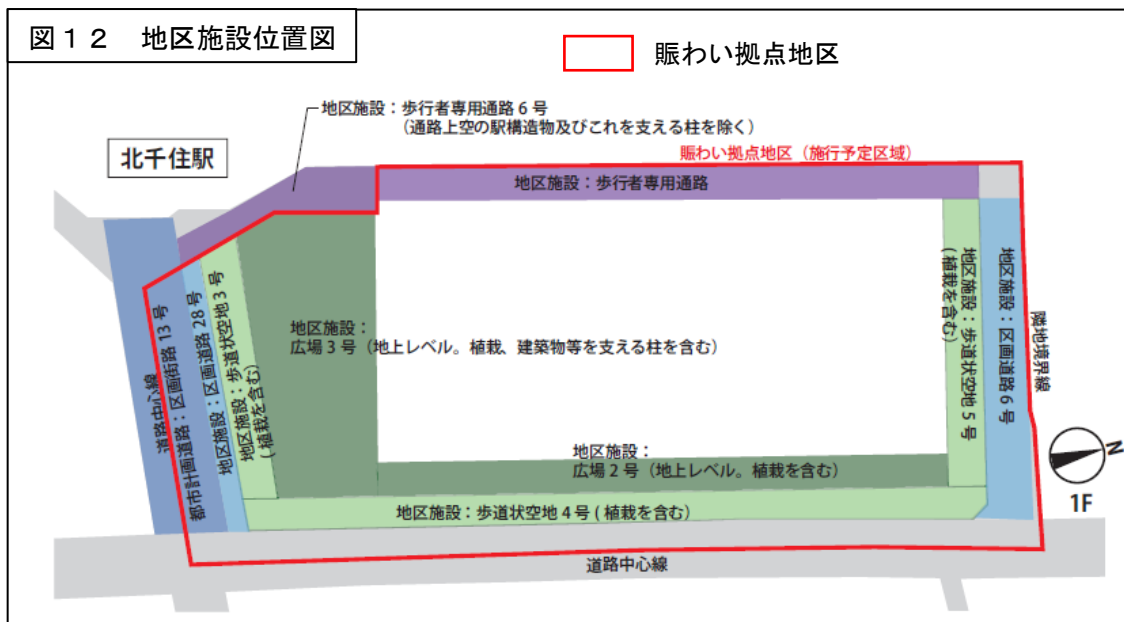 図12 地区施設位置図
賑わい拠点地区
地区施設：歩行者専用通路6号
（通路上空の駅構造物及びこれを支える柱を除く）
北千住駅
賑わい拠点地区（施行予定区域）
地区施設：歩行者専用通路
道路中心線
都市計画道路：区画街路 13 号
地区施設：区画道路 28 号
地区施設：歩道状空地 3 号
(植栽を含む)
地区施設：
広場 3 号（地上レベル。植栽、建築物等を支える柱を含む）
(植栽を含む)
地区施設：歩道状空地 5 号
地区施設：区画道路 6 号
隣地境界線
地区施設：
広場 2 号（地上レベル。植栽を含む）
N
1F
地区施設：歩道状空地 4 号 ( 植栽を含む）
道路中心線